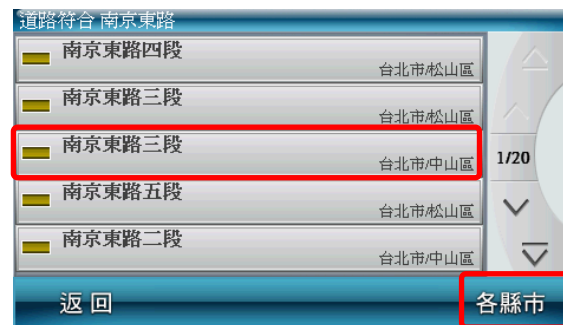 道路符合 南京東路
南京東路四段
台北市/松山區
南京東路三段
台北市/松山區
南京東路三段
台北市/中山區
1/20
南京東路五段
台北市/松山區
南京東路二段
台北市/中山區
返回
各縣市